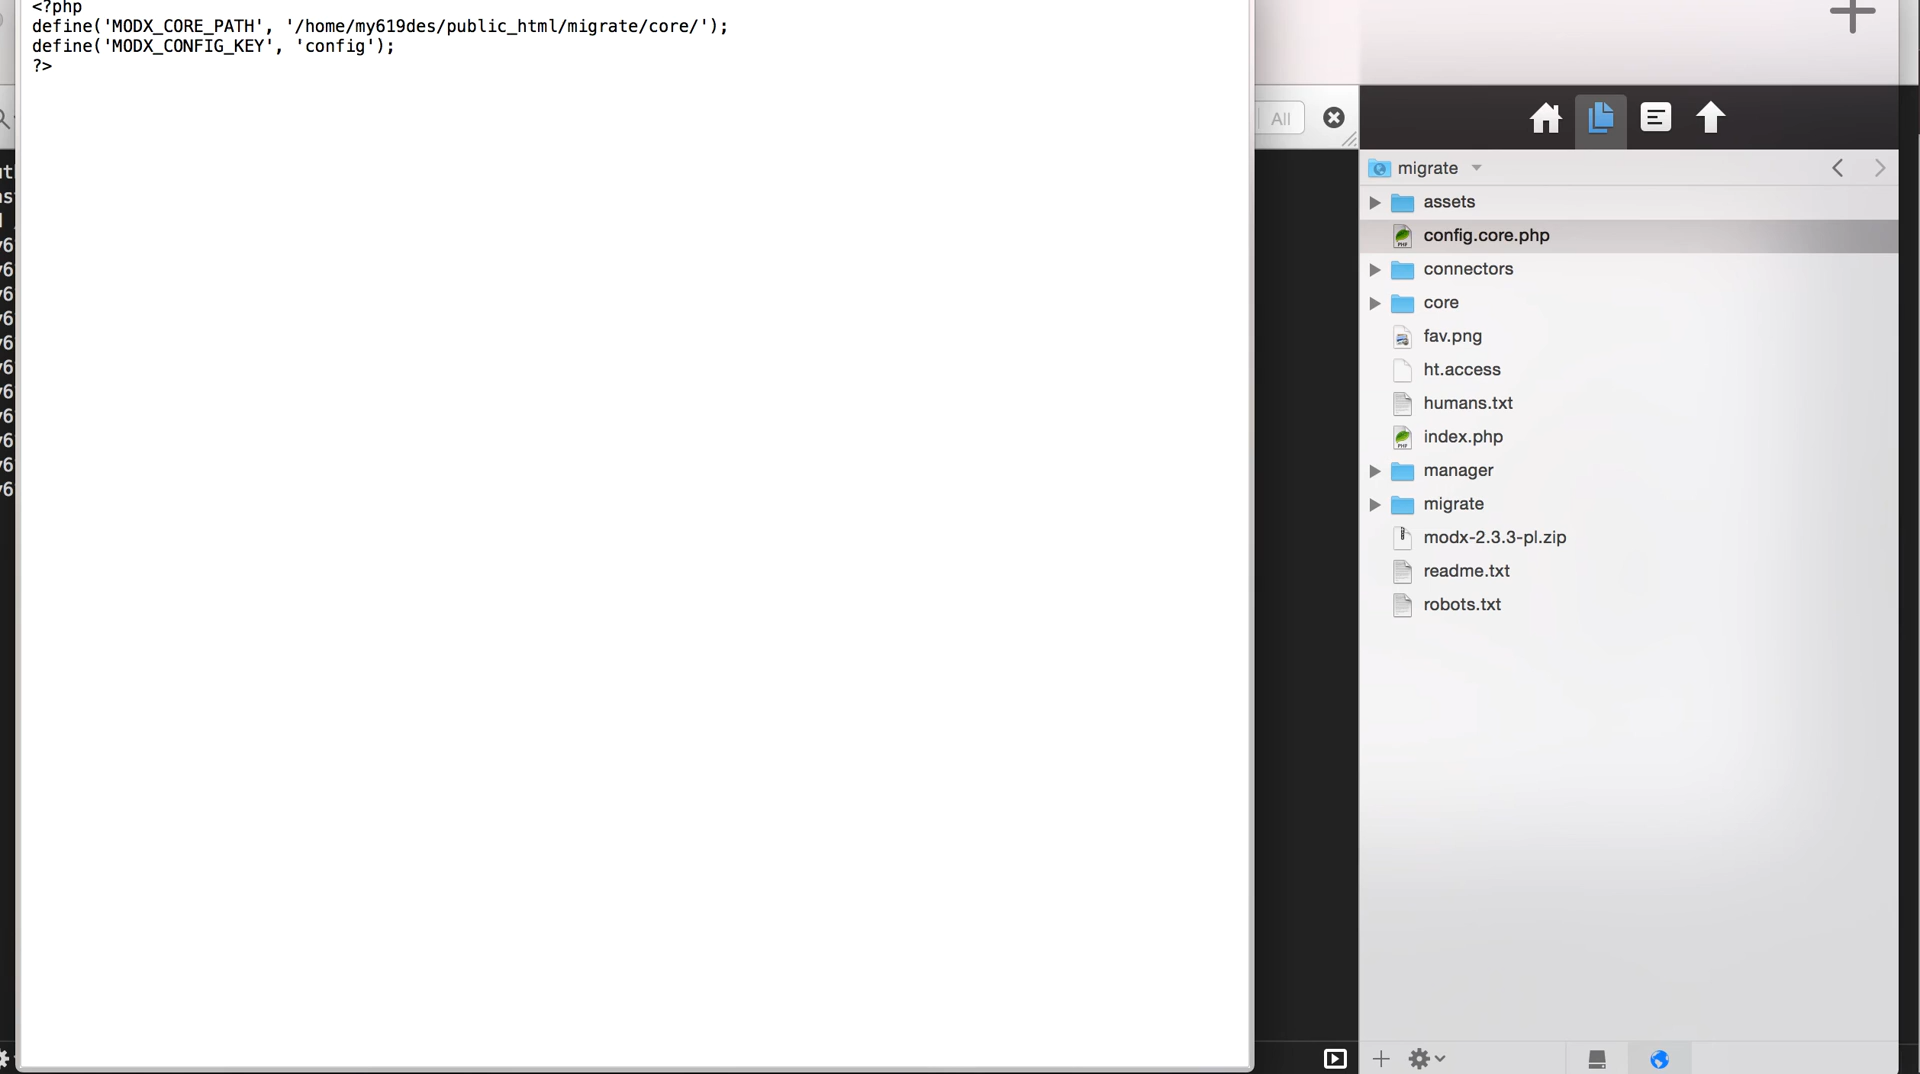 <?php
define('MODX_CORE_PATH', '/home/my619des/public_html/migrate/core/');
define('MODX_CONFIG_KEY', 'config');
?>
All
migrate
assets
config.core.php
connectors
core
fav.png
ht.access
humans.txt
index.php
manager
migrate
modx-2.3.3-pl.zip
readme.txt
robots.txt